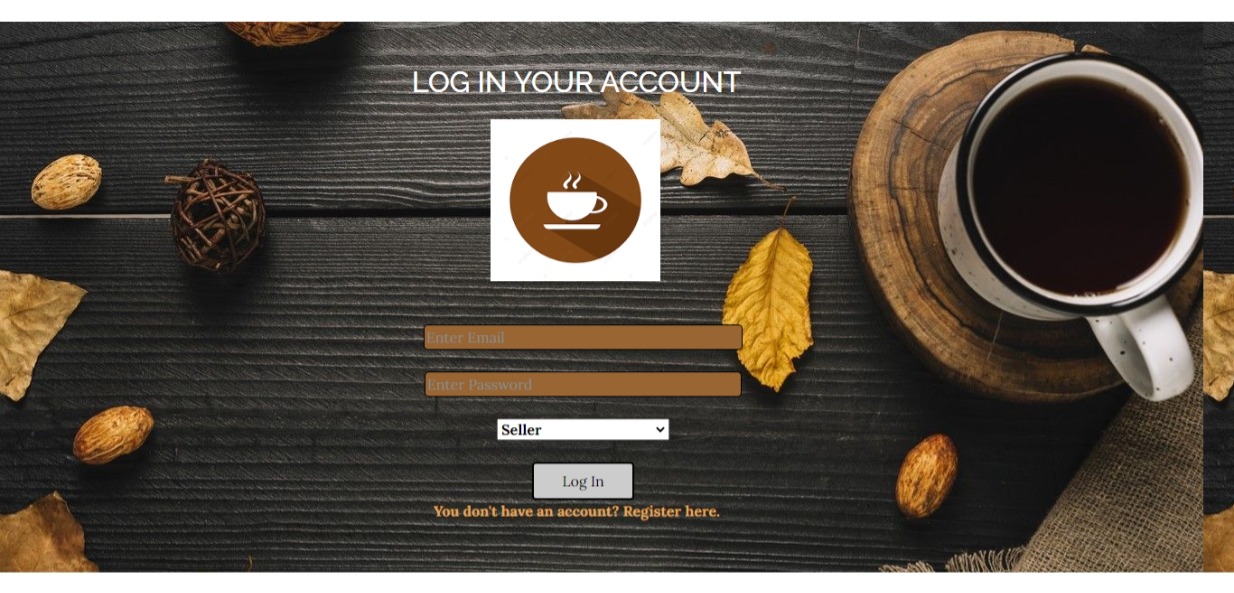 LOG IN YOUR ACCOUNT
Enter Email
Enter Password
Seller
Log In
You don't have an account? Register here.